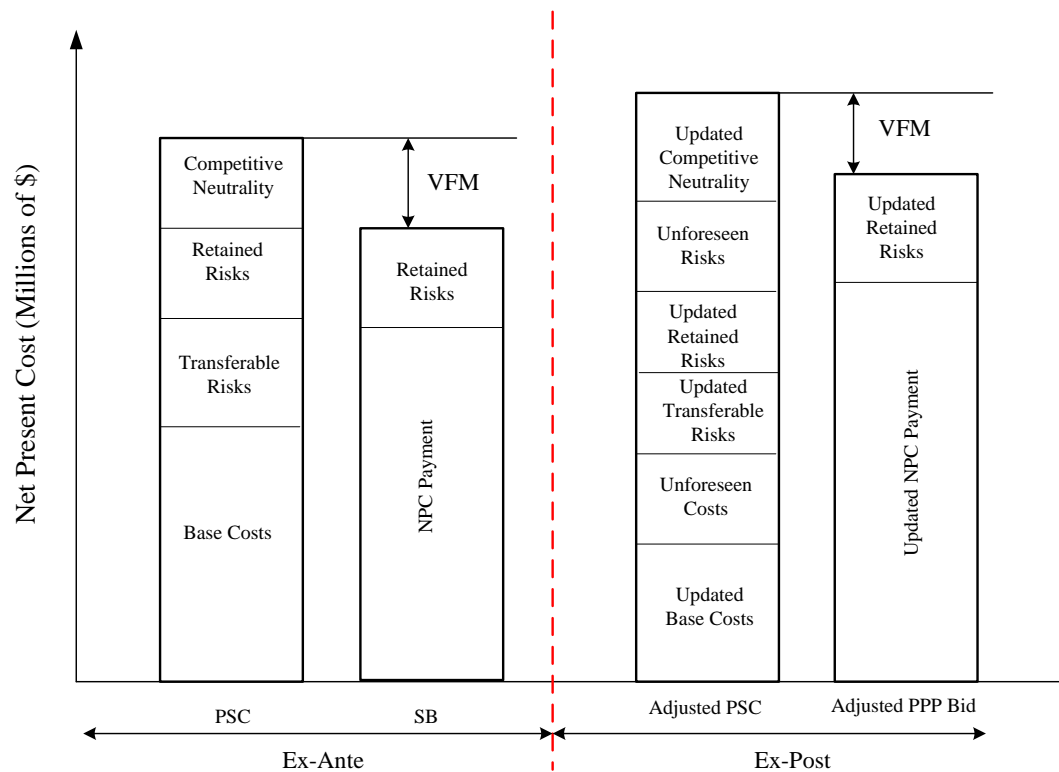 Net Present Cost (Millions of $)
Competitive
Neutrality
Retained
Risks
Transferable
Risks
Base Costs
VFM
Retained
Risks
NPC Payment
Updated
Competitive
Neutrality
Unforeseen
Risks
Updated
Retained
Risks
Updated
Transferable
Risks
Unforeseen
Costs
Updated
Base Costs
VFM
Updated
Retained
Risks
Updated NPC Payment
PSC
SB
Adjusted PSC
Adjusted PPP Bid
Ex-Ante
Ex-Post